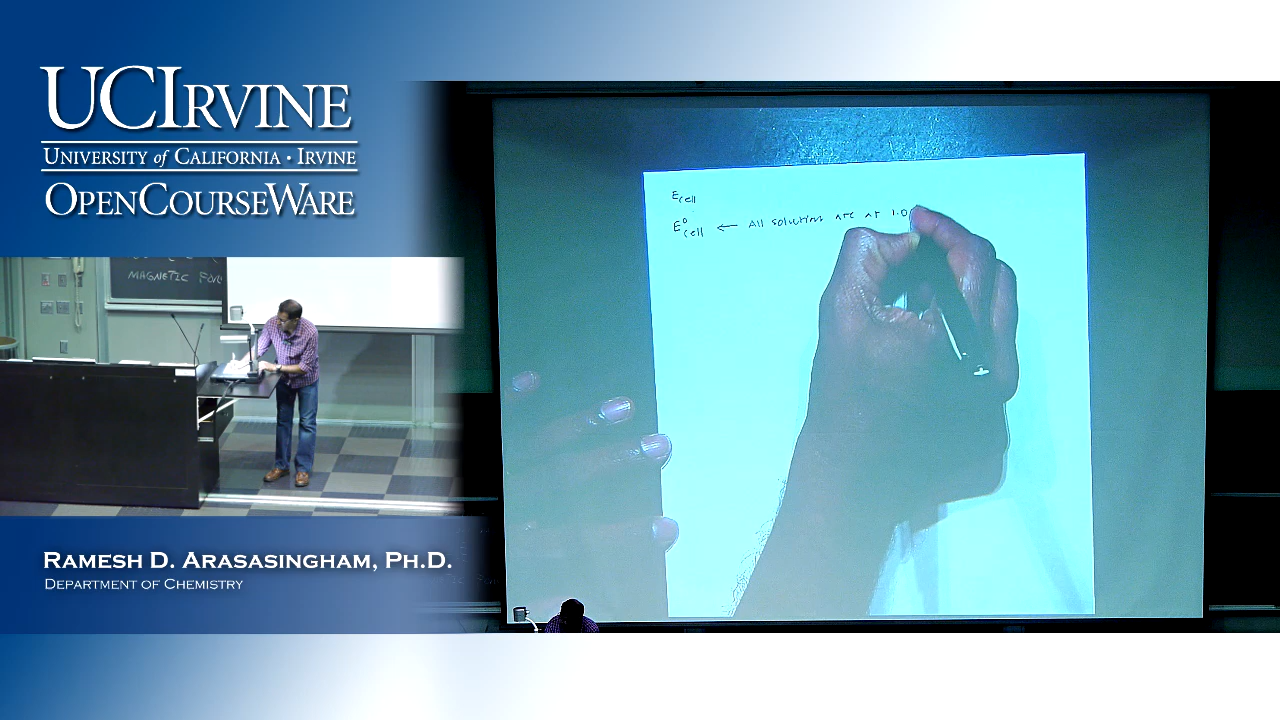 UCIRVINE
UNIVERSITY of CALIFORNIA · IRVINE
OPENCOURSEWARE
MAGNETIC
RAMESH D. ARASASINGHAM, PH.D.
DEPARTMENT OF CHEMISTRY
Ecell
E°cell ← All solution are at 1.0